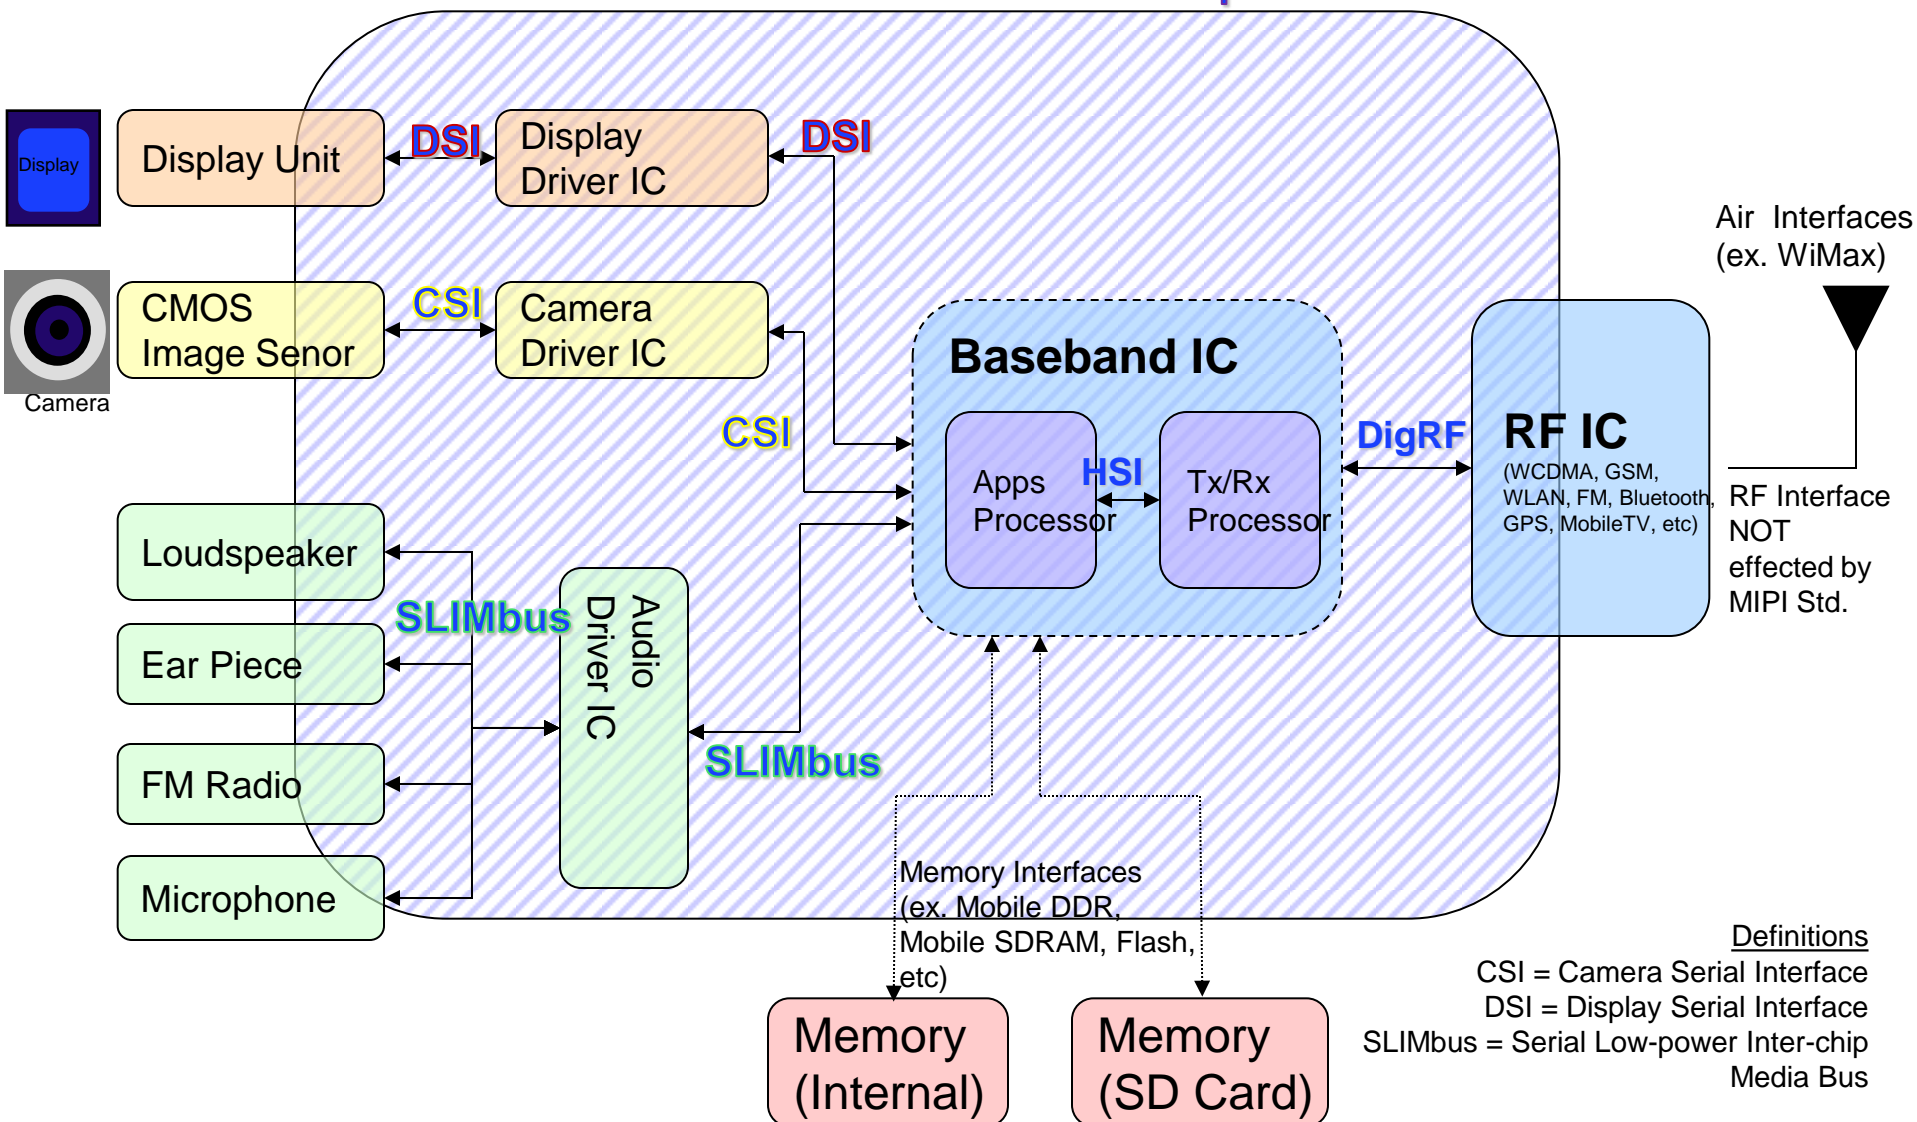 Display
Display Unit
DSI
Display
Driver IC
DSI
Camera
CMOS
Image Senor
CSI
Camera
Driver IC
CSI
Loudspeaker
Ear Piece
FM Radio
Microphone
SLIMbus
Audio
Driver IC
SLIMbus
Baseband IC
Apps
Processor
HSI
Tx/Rx
Processor
DigRF
RF IC
(WCDMA, GSM,
WLAN, FM, Bluetooth,
GPS, MobileTV, etc)
Air Interfaces
(ex. WiMax)
RF Interface
NOT
effected by
MIPI Std.
Memory Interfaces
(ex. Mobile DDR,
Mobile SDRAM, Flash,
etc)
Memory
(Internal)
Memory
(SD Card)
Definitions
CSI = Camera Serial Interface
DSI = Display Serial Interface
SLIMbus = Serial Low-power Inter-chip
Media Bus